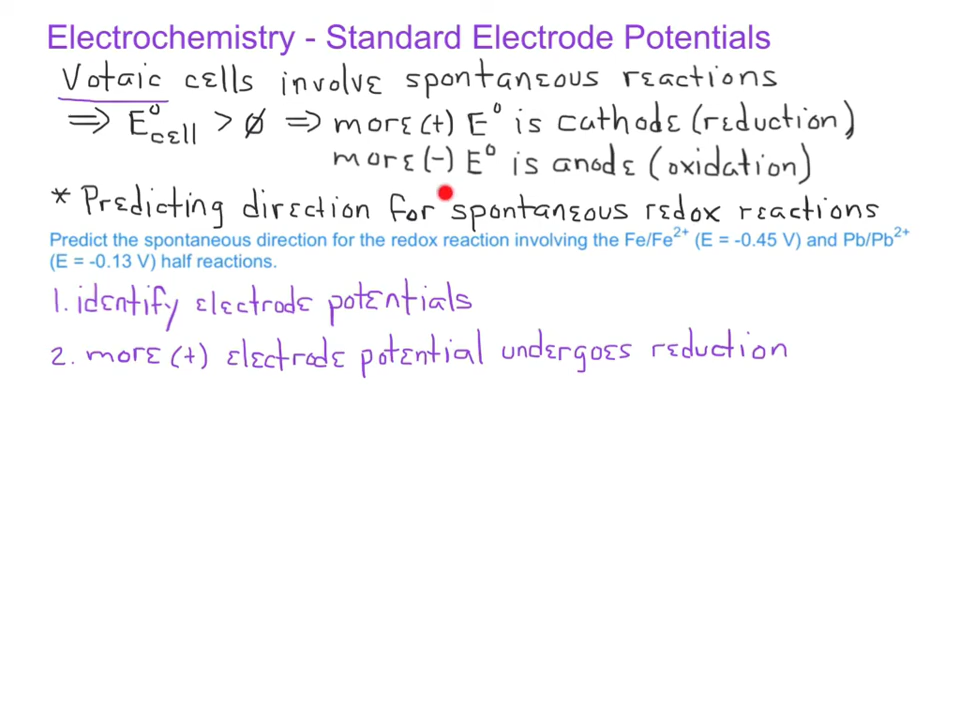 Electrochemistry - Standard Electrode Potentials
Votaic cells involve spontaneous reactions
⇒ E°cell > 0 ⇒ more (+) E° is cathode (reduction)
more (-) E° is anode (oxidation)
* Predicting direction for spontaneous redox reactions
Predict the spontaneous direction for the redox reaction involving the Fe/Fe²⁺ (E = -0.45 V) and Pb/Pb²⁺
(E = -0.13 V) half reactions.
1. identify electrode potentials
2. more (+) electrode potential undergoes reduction